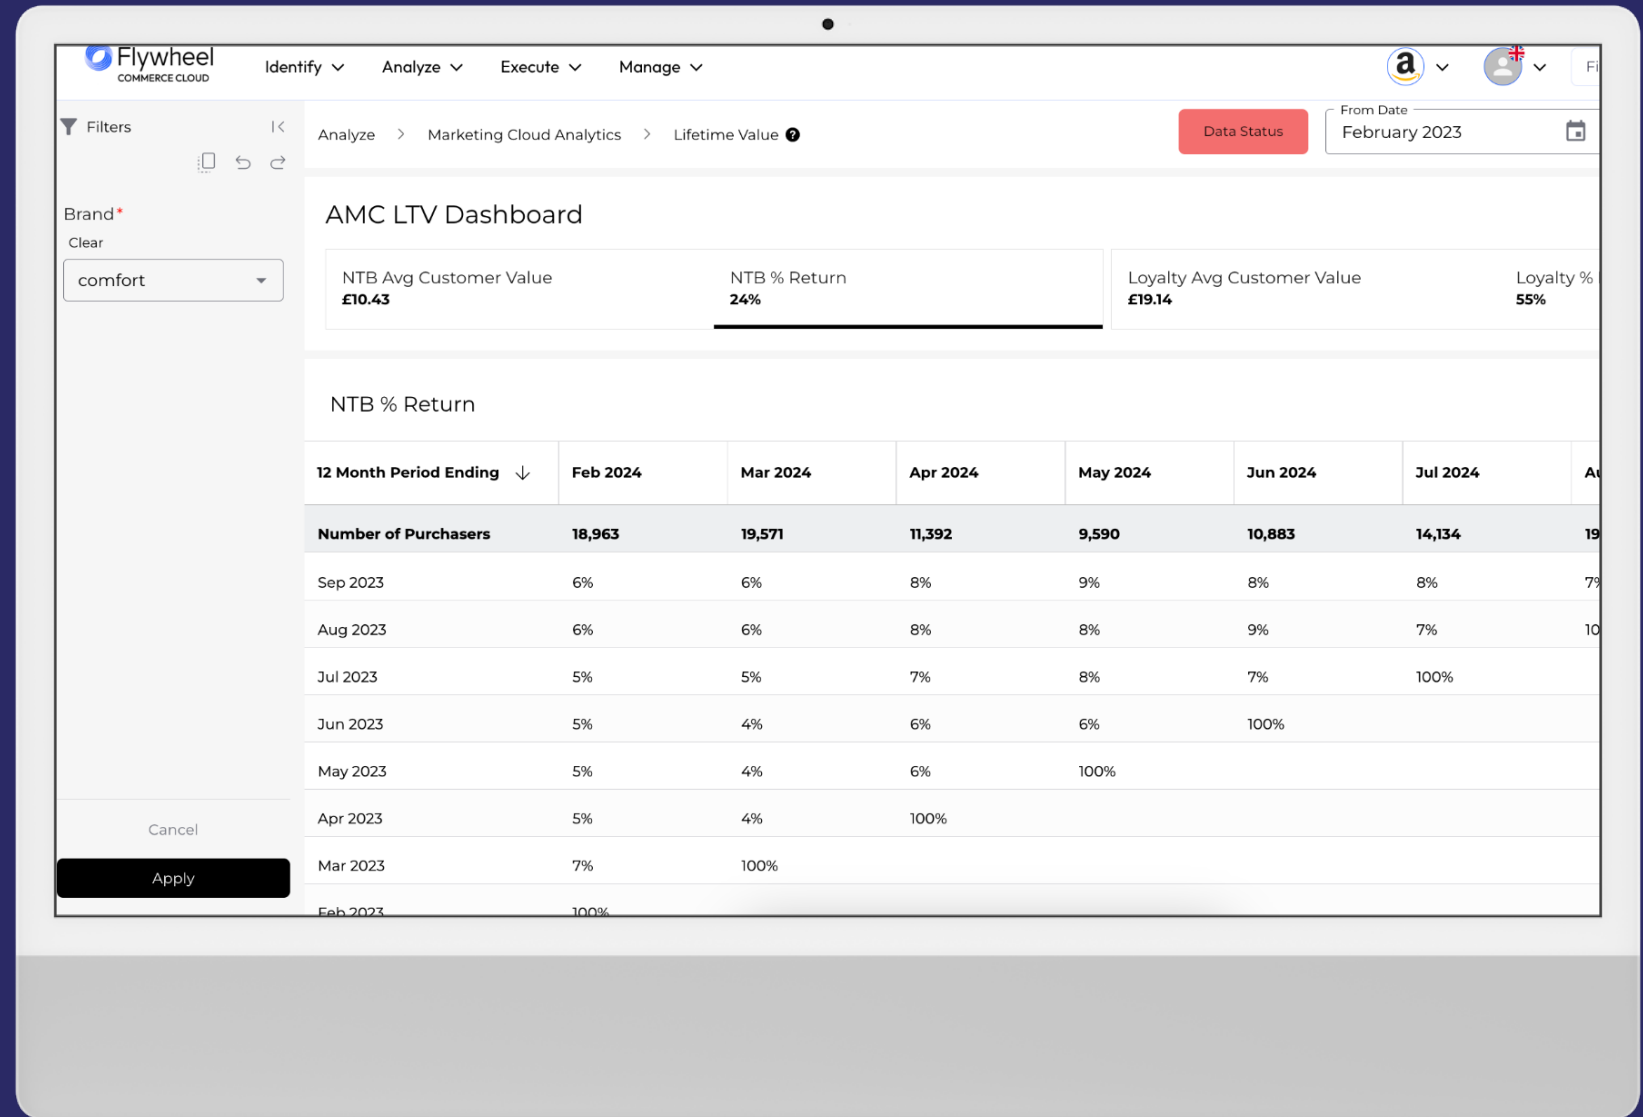 Flywheel
COMMERCE CLOUD
Identify
Analyze
Execute
Manage
a
Fi
Filters
Brand*
Clear
comfort
Cancel
Apply
Analyze > Marketing Cloud Analytics > Lifetime Value ?
Data Status
From Date
February 2023
AMC LTV Dashboard
NTB Avg Customer Value
£10.43
NTB % Return
24%
Loyalty Avg Customer Value
£19.14
Loyalty %
55%
NTB % Return
12 Month Period Ending Feb 2024 Mar 2024 Apr 2024 May 2024 Jun 2024 Jul 2024
Number of Purchasers 18,963 19,571 11,392 9,590 10,883 14,134 19
Sep 2023 6% 6% 8% 9% 8% 8% 7%
Aug 2023 6% 6% 8% 8% 9% 7% 10
Jul 2023 5% 5% 7% 8% 7% 100%
Jun 2023 5% 4% 6% 6% 100%
May 2023 5% 4% 6% 100%
Apr 2023 5% 4% 100%
Mar 2023 7% 100%
Feb 2023 100%